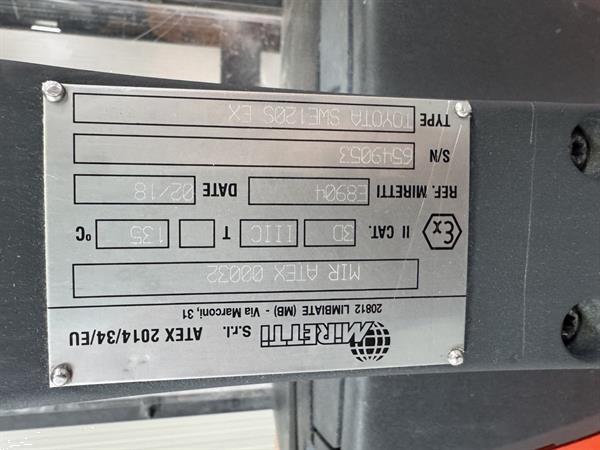 MIRETTI S.r.l. ATEX 2014/34/EU
20812 LIMBIATE (MB) - Via Marconi, 31
MIR ATEX 00032
Ex II CAT. 3D IIIC T 135 °C
REF. MIRETTI E8904 DATE 02/18
S/N 6549053
TYPE TOYOTA SWE120S EX